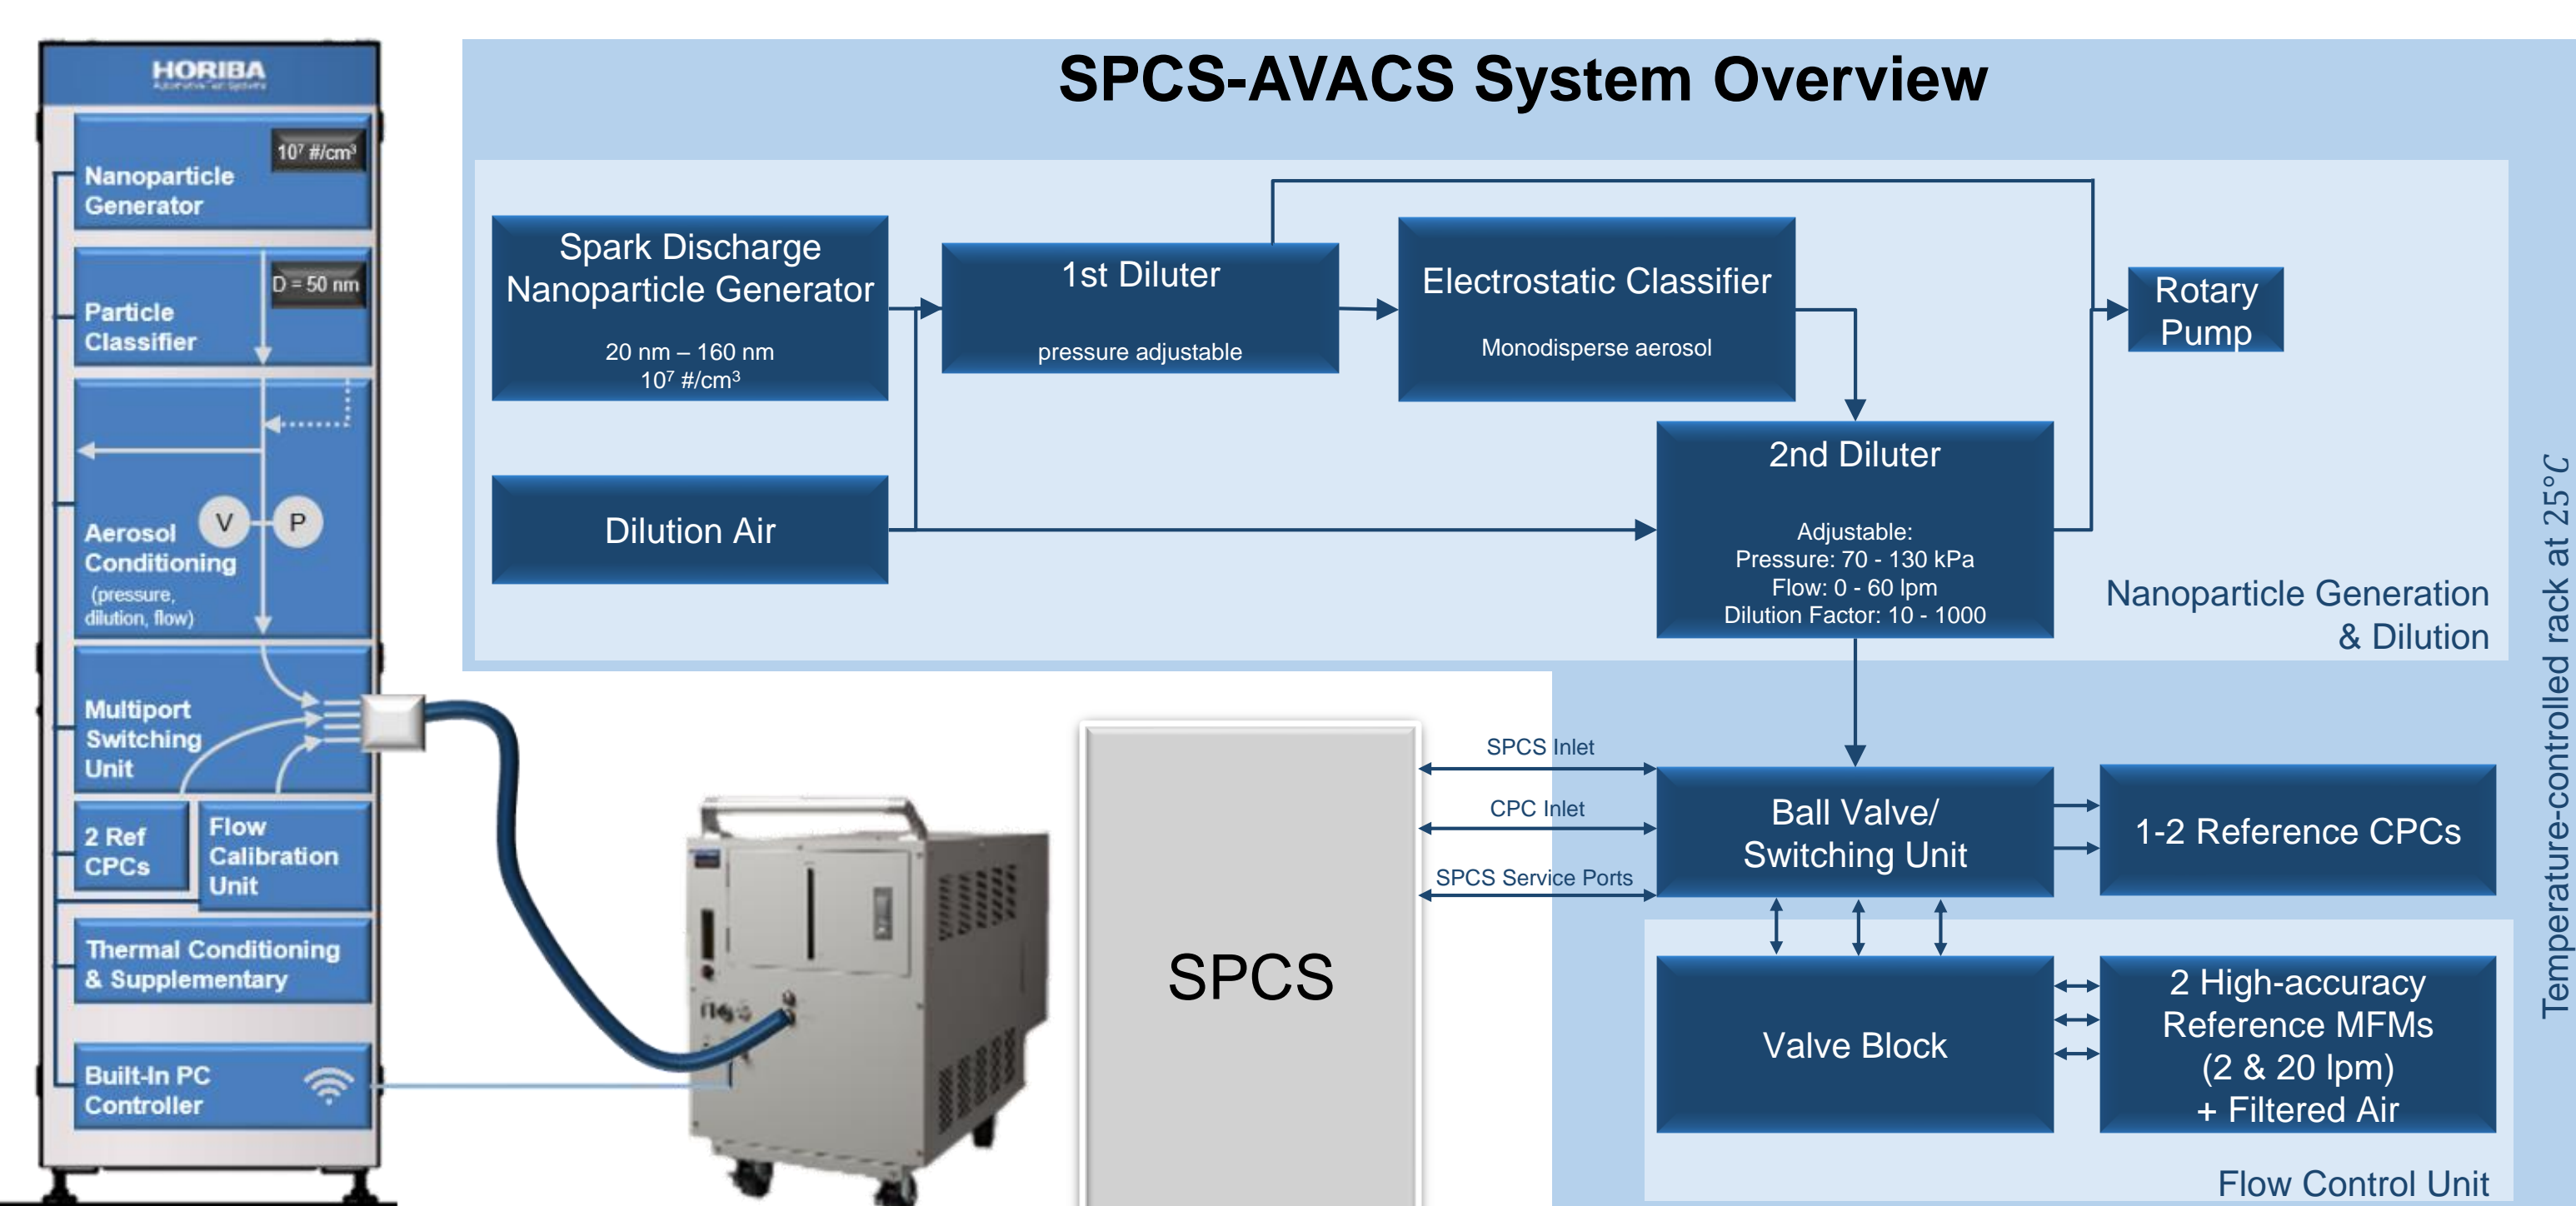 SPCS-AVACS System Overview
HORIBA
Automotive Test Systems
10⁷ #/cm³
Nanoparticle
Generator
D = 50 nm
Particle
Classifier
V
P
Aerosol
Conditioning
(pressure,
dilution, flow)
Multiport
Switching
Unit
2 Ref
CPCs
Flow
Calibration
Unit
Thermal Conditioning
& Supplementary
Built-In PC
Controller
Spark Discharge
Nanoparticle Generator
20 nm – 160 nm
10⁷ #/cm³
1st Diluter
pressure adjustable
Electrostatic Classifier
Monodisperse aerosol
Rotary
Pump
Dilution Air
2nd Diluter
Adjustable:
Pressure: 70 - 130 kPa
Flow: 0 - 60 lpm
Dilution Factor: 10 - 1000
Nanoparticle Generation
& Dilution
Temperature-controlled rack at 25°C
SPCS
SPCS Inlet
CPC Inlet
SPCS Service Ports
Ball Valve/
Switching Unit
1-2 Reference CPCs
Valve Block
2 High-accuracy
Reference MFMs
(2 & 20 lpm)
+ Filtered Air
Flow Control Unit